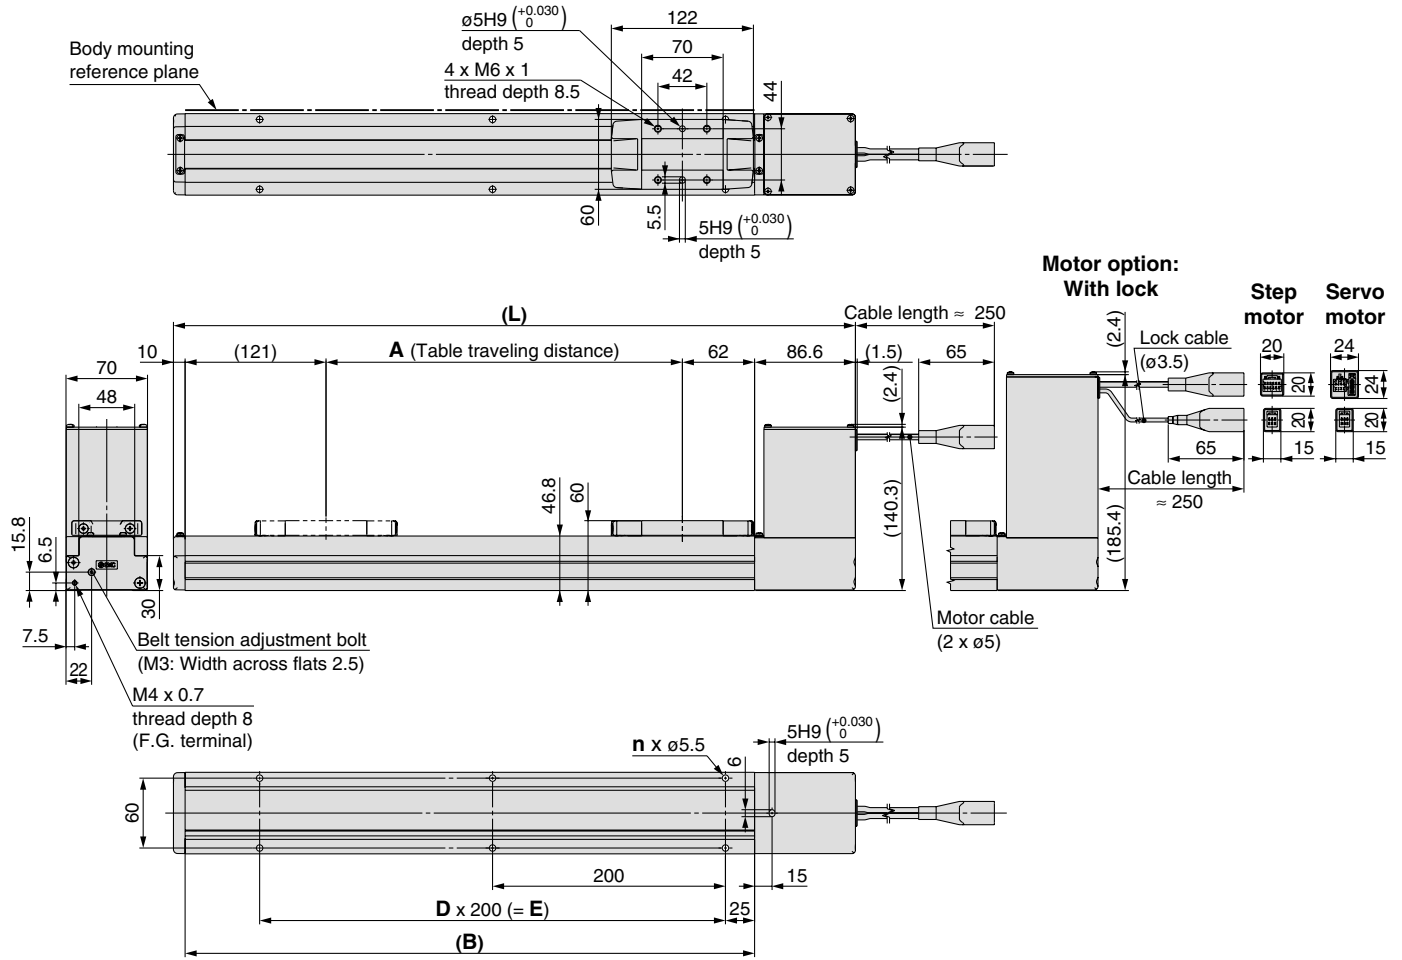 ø5H9 (+0.030 0)
depth 5
122
Body mounting
reference plane
70
4 x M6 x 1
thread depth 8.5
42
44
60
5.5
5H9 (+0.030 0)
depth 5
Motor option:
With lock
Step
motor
Servo
motor
(L)
Cable length ≈ 250
(2.4)
Lock cable
(ø3.5)
20
24
10
(121)
A (Table traveling distance)
62
86.6
(1.5)
65
70
48
(2.4)
20
24
20
20
65
15
15
Cable length
≈ 250
46.8
60
(140.3)
(185.4)
15.8
6.5
30
7.5
22
Belt tension adjustment bolt
(M3: Width across flats 2.5)
Motor cable
(2 x ø5)
M4 x 0.7
thread depth 8
(F.G. terminal)
n x ø5.5
5H9 (+0.030 0)
depth 5
6
60
200
15
D x 200 (= E)
25
(B)